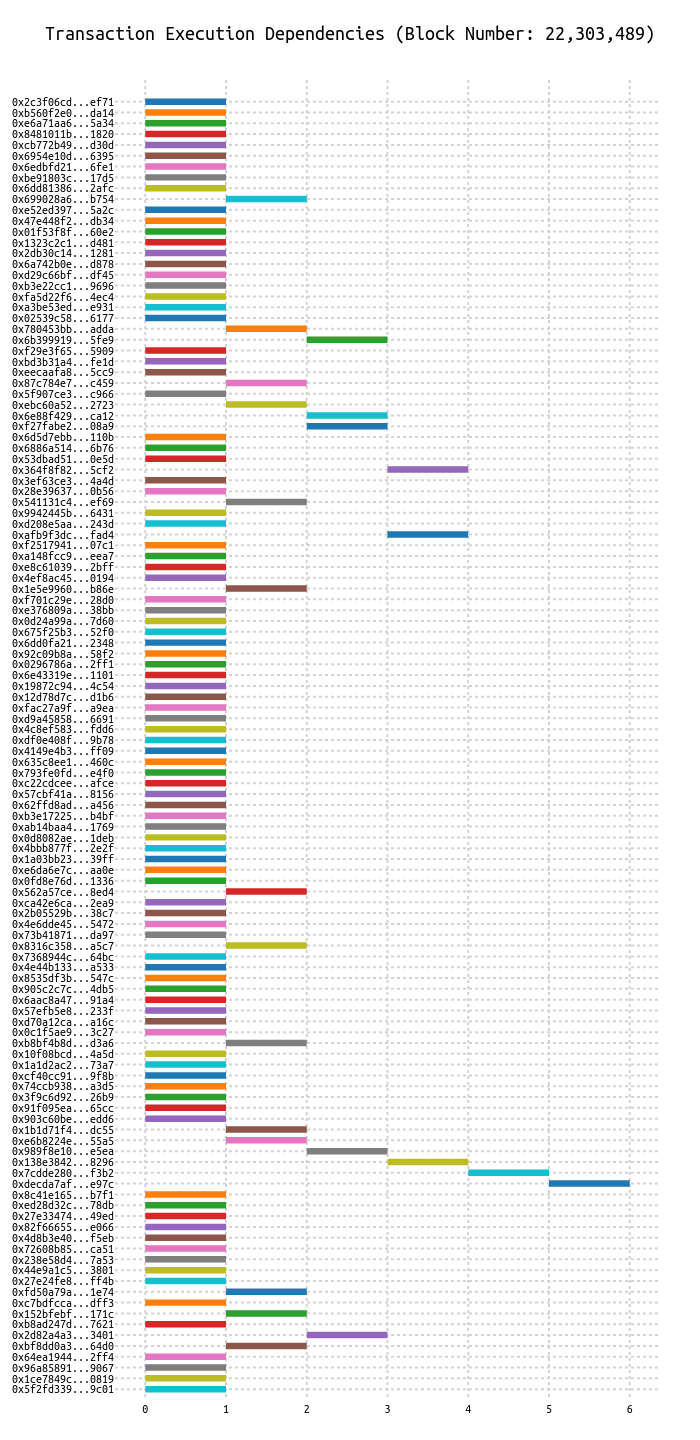 Transaction Execution Dependencies (Block Number: 22,303,489)
0x2c3f06cd...ef71
0xb560f2e0...da14
0xe6a71aa6...5a34
0x8481011b...1820
0xcb772b49...d30d
0x6954e10d...6395
0x6edbfd21...6fe1
0xbe91803c...17d5
0x6dd81386...2afc
0x699028a6...b754
0xe52ed397...5a2c
0x47e448f2...db34
0x01f53f8f...60e2
0x1323c2c1...d481
0x2db30c14...1281
0x6a742b0e...d878
0xd29c66bf...df45
0xb3e22cc1...9696
0xfa5d22f6...4ec4
0xa3be53ed...e931
0x02539c58...6177
0x780453bb...adda
0x6b399919...5fe9
0xf29e3f65...5909
0xbd3b31a4...fe1d
0xeecaafa8...5cc9
0x87c784e7...c459
0x5f907ce3...c966
0xebc60a52...2723
0x6e88f429...ca12
0xf27fabe2...08a9
0x6d5d7ebb...110b
0x6886a514...6b76
0x53dbad51...0e5d
0x364f8f82...5cf2
0x3ef63ce3...4a4d
0x28e39637...0b56
0x541131c4...ef69
0x9942445b...6431
0xd208e5aa...243d
0xafb9f3dc...fad4
0xf2517941...07c1
0xa148fcc9...eea7
0xe8c61039...2bff
0x4ef8ac45...0194
0x1e5e9960...b86e
0xf701c29e...28d0
0xe376809a...38bb
0x0d24a99a...7d60
0x675f25b3...52f0
0x6dd0fa21...2348
0x92c09b8a...58f2
0x0296786a...2ff1
0x6e43319e...1101
0x19872c94...4c54
0x12d78d7c...d1b6
0xfac27a9f...a9ea
0xd9a45858...6691
0x4c8ef583...fdd6
0xdf0e408f...9b78
0x4149e4b3...ff09
0x635c8ee1...460c
0x793fe0fd...e4f0
0xc22cdcee...afce
0x57cbf41a...8156
0x62ffd8ad...a456
0xb3e17225...b4bf
0xab14baa4...1769
0x0d8082ae...1deb
0x4bbb877f...2e2f
0x1a03bb23...39ff
0xe6da6e7c...aa0e
0x0fd8e76d...1336
0x562a57ce...8ed4
0xca42e6ca...2ea9
0x2b05529b...38c7
0x4e6dde45...5472
0x73b41871...da97
0x8316c358...a5c7
0x7368944c...64bc
0x4e44b133...a533
0x8535df3b...547c
0x905c2c7c...4db5
0x6aac8a47...91a4
0x57efb5e8...233f
0xd70a12ca...a16c
0x0c1f5ae9...3c27
0xb8bf4b8d...d3a6
0x10f08bcd...4a5d
0x1a1d2ac2...73a7
0xcf40cc91...9f8b
0x74ccb938...a3d5
0x3f9c6d92...26b9
0x91f095ea...65cc
0x903c60be...edd6
0x1b1d71f4...dc55
0xe6b8224e...55a5
0x989f8e10...e5ea
0x138e3842...8296
0x7cdde280...f3b2
0xdecda7af...e97c
0x8c41e165...b7f1
0xed28d32c...78db
0x27e33474...49ed
0x82f66655...e066
0x4d8b3e40...f5eb
0x72608b85...ca51
0x238e58d4...7a53
0x44e9a1c5...3801
0x27e24fe8...ff4b
0xfd50a79a...1e74
0xc7bdfcca...dff3
0x152bfebf...171c
0xb8ad247d...7621
0x2d82a4a3...3401
0xbf8dd0a3...64d0
0x64ea1944...2ff4
0x96a85891...9067
0x1ce7849c...0819
0x5f2fd339...9c01
0 1 2 3 4 5 6